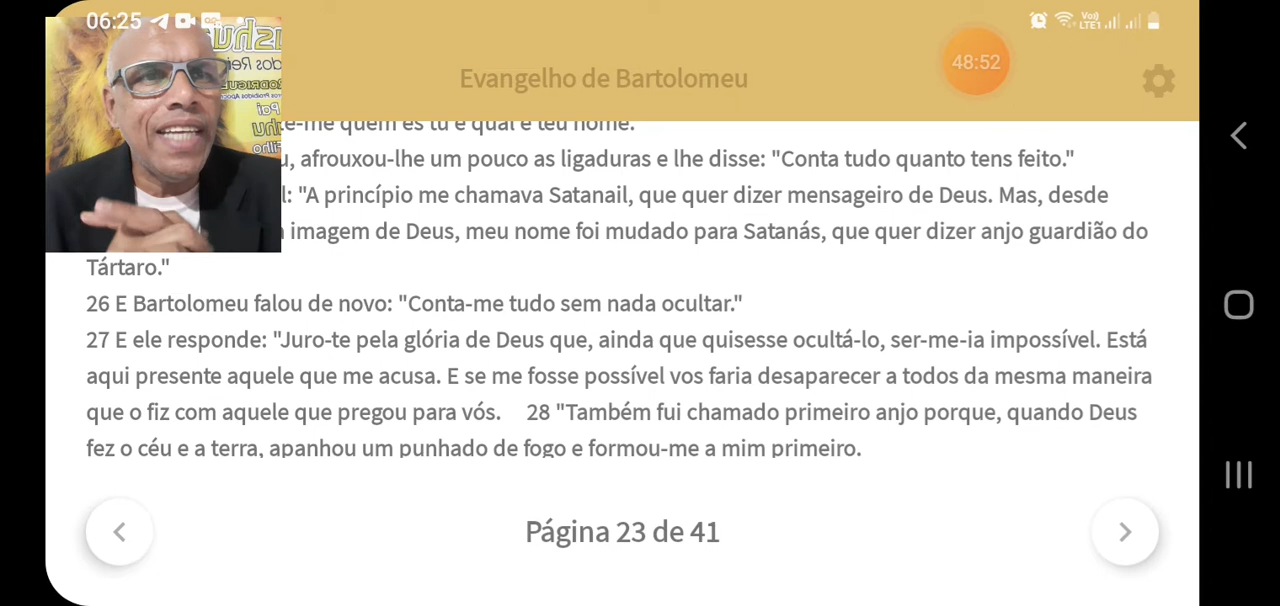 06:25
Voi) LTE1
Evangelho de Bartolomeu
48:52
quem és tu e qual é teu nome.
afrouxou-lhe um pouco as ligaduras e lhe disse: "Conta tudo quanto tens feito."
"A princípio me chamava Satanail, que quer dizer mensageiro de Deus. Mas, desde
imagem de Deus, meu nome foi mudado para Satanás, que quer dizer anjo guardião do
Tártaro."
26 E Bartolomeu falou de novo: "Conta-me tudo sem nada ocultar."
27 E ele responde: "Juro-te pela glória de Deus que, ainda que quisesse ocultá-lo, ser-me-ia impossível. Está
aqui presente aquele que me acusa. E se me fosse possível vos faria desaparecer a todos da mesma maneira
que o fiz com aquele que pregou para vós. 28 "Também fui chamado primeiro anjo porque, quando Deus
fez o céu e a terra, apanhou um punhado de fogo e formou-me a mim primeiro.
Página 23 de 41